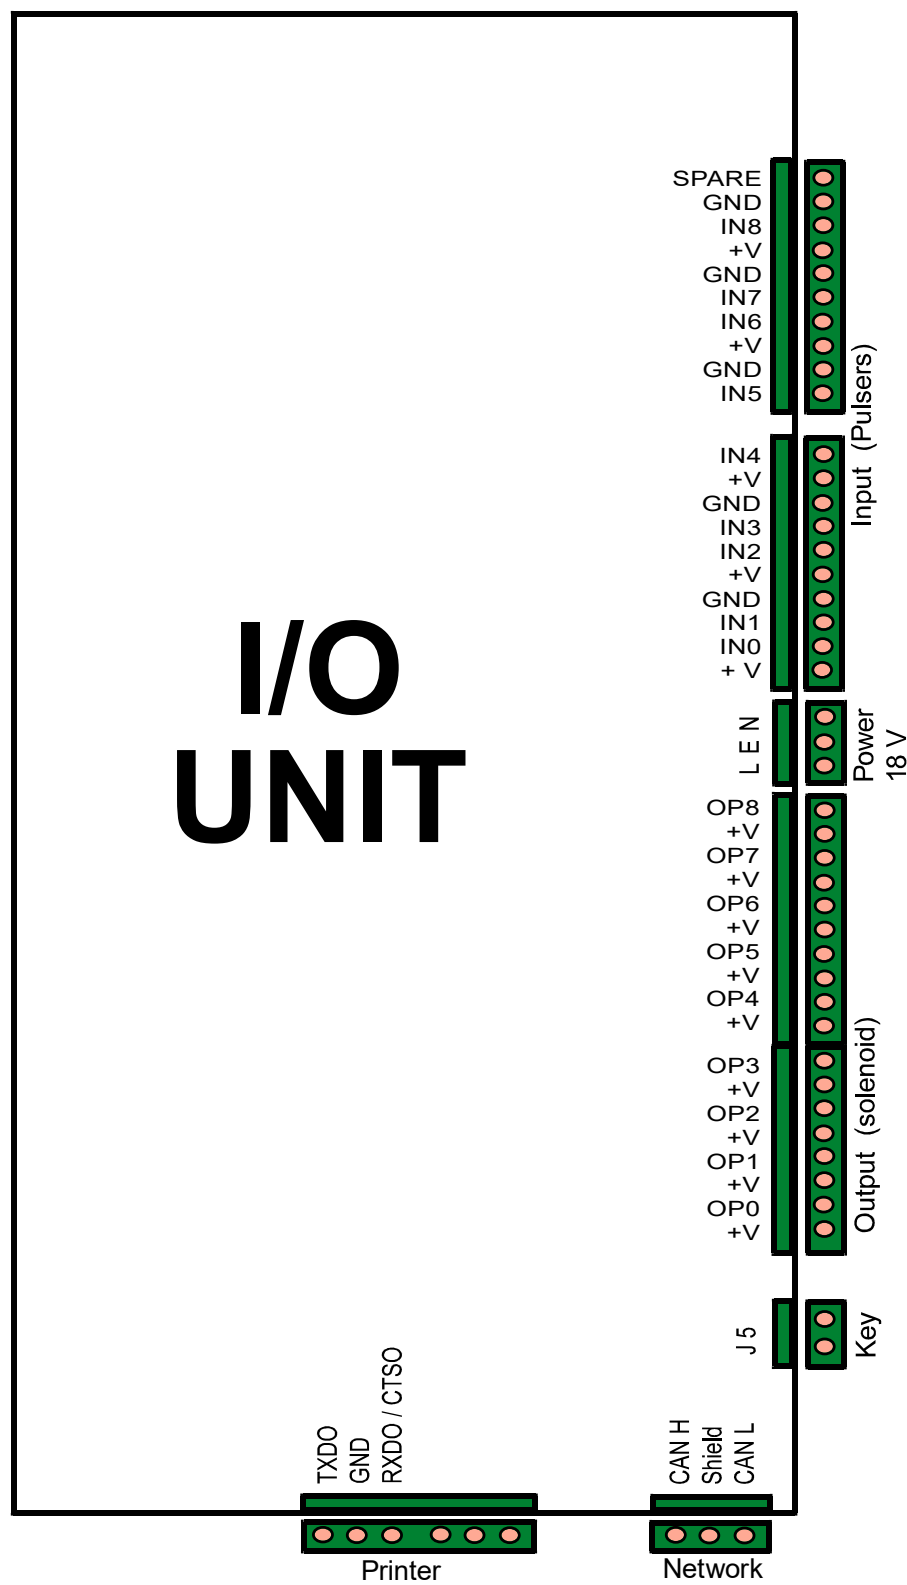 SPARE
GND
IN8
+V
GND
IN7
IN6
+V
GND
IN5
Input (Pulsers)
IN4
+V
GND
IN3
IN2
+V
GND
IN1
IN0
+ V
I/O
UNIT
L E N
Power
18 V
OP8
+V
OP7
+V
OP6
+V
OP5
+V
OP4
+V
Output (solenoid)
OP3
+V
OP2
+V
OP1
+V
OP0
+V
J 5
Key
TXDO
GND
RXDO / CTSO
CAN H
Shield
CAN L
Printer
Network